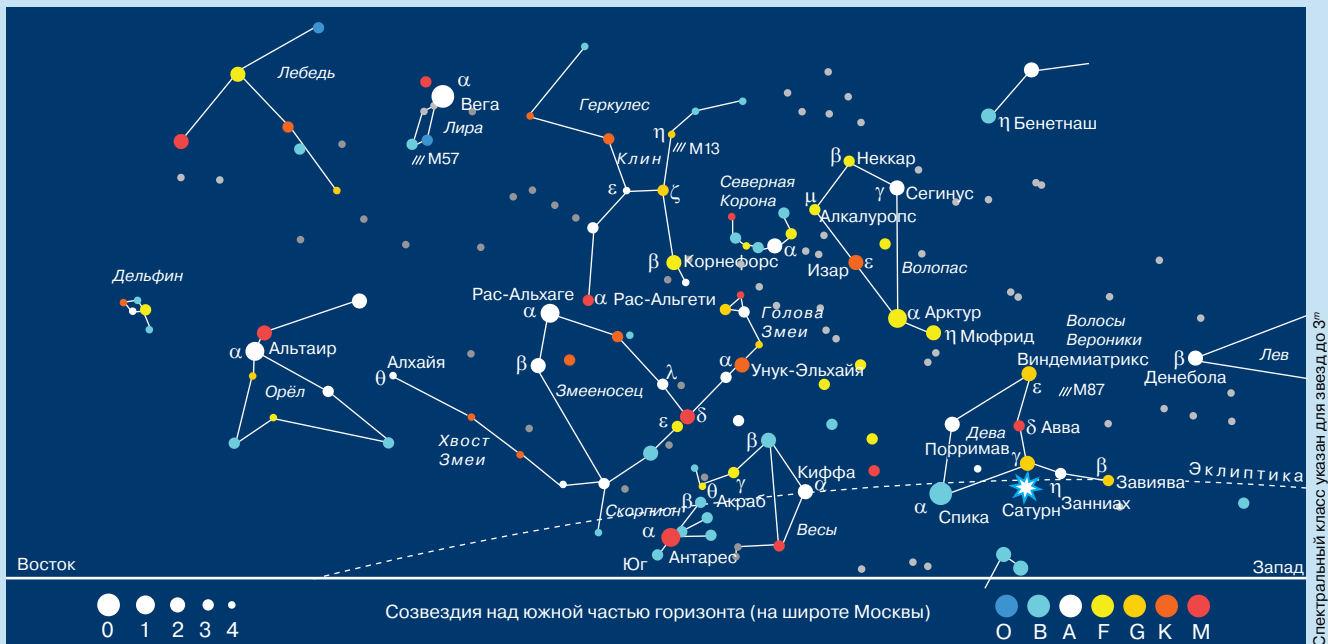 Лебедь
α
Вега
Лира
M57
Геркулес
η
M13
Клин
ε
ζ
β
Корнефорс
α
Рас-Альгети
Северная
Корона
α
β
Неккар
γ
Сегинус
μ
Алкалуропс
Изар
ε
Волопас
α
Арктур
η Мюфрид
η Бенетнаш
Дельфин
α
Альтаир
Орёл
Рас-Альхаге
α
β
Змееносец
λ
δ
ε
Алхайя
θ
Хвост
Змеи
Голова
Змеи
α
Унук-Эльхайя
Волосы
Вероники
Виндемиатрикс
ε
M87
β
Денебола
Лев
Дева
δ Авва
Порримав
γ
η
Занниах
β
Завиява
Эклиптика
α
Спика
Сатурн
β
γ
θ
Киффа
α
Весы
Скорпион
β
Акраб
α
Антарес
Юг
Восток
Запад
0 1 2 3 4
Созвездия над южной частью горизонта (на широте Москвы)
O B A F G K M
Спектральный класс указан для звезд до 3m